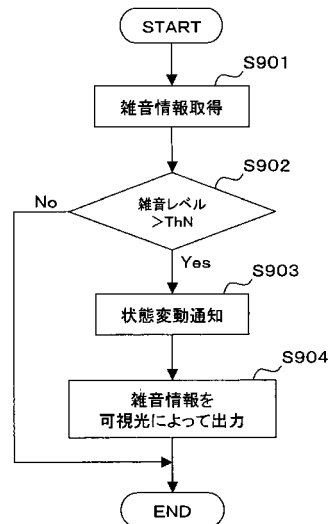 START
S901
雑音情報取得
S902
No
雑音レベル
>ThN
Yes
S903
状態変動通知
S904
雑音情報を
可視光によって出力
END